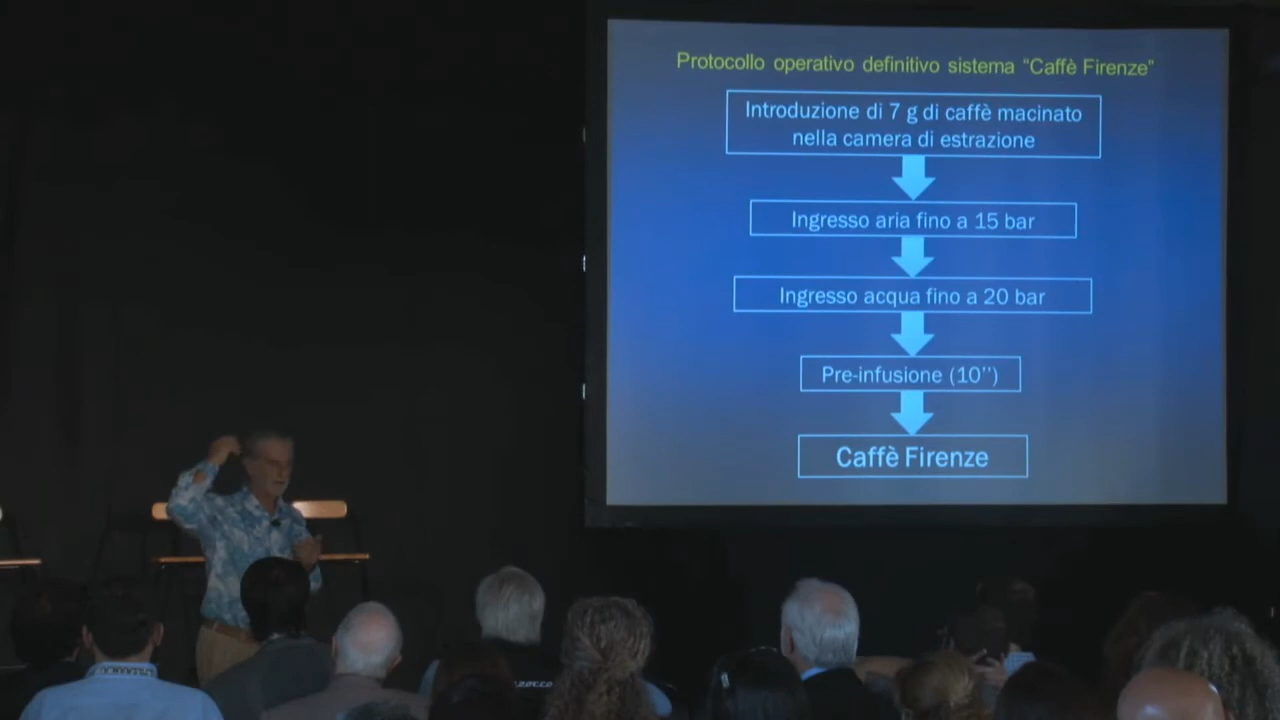 Protocollo operativo definitivo sistema “Caffè Firenze”
Introduzione di 7 g di caffè macinato
nella camera di estrazione
Ingresso aria fino a 15 bar
Ingresso acqua fino a 20 bar
Pre-infusione (10’’)
Caffè Firenze